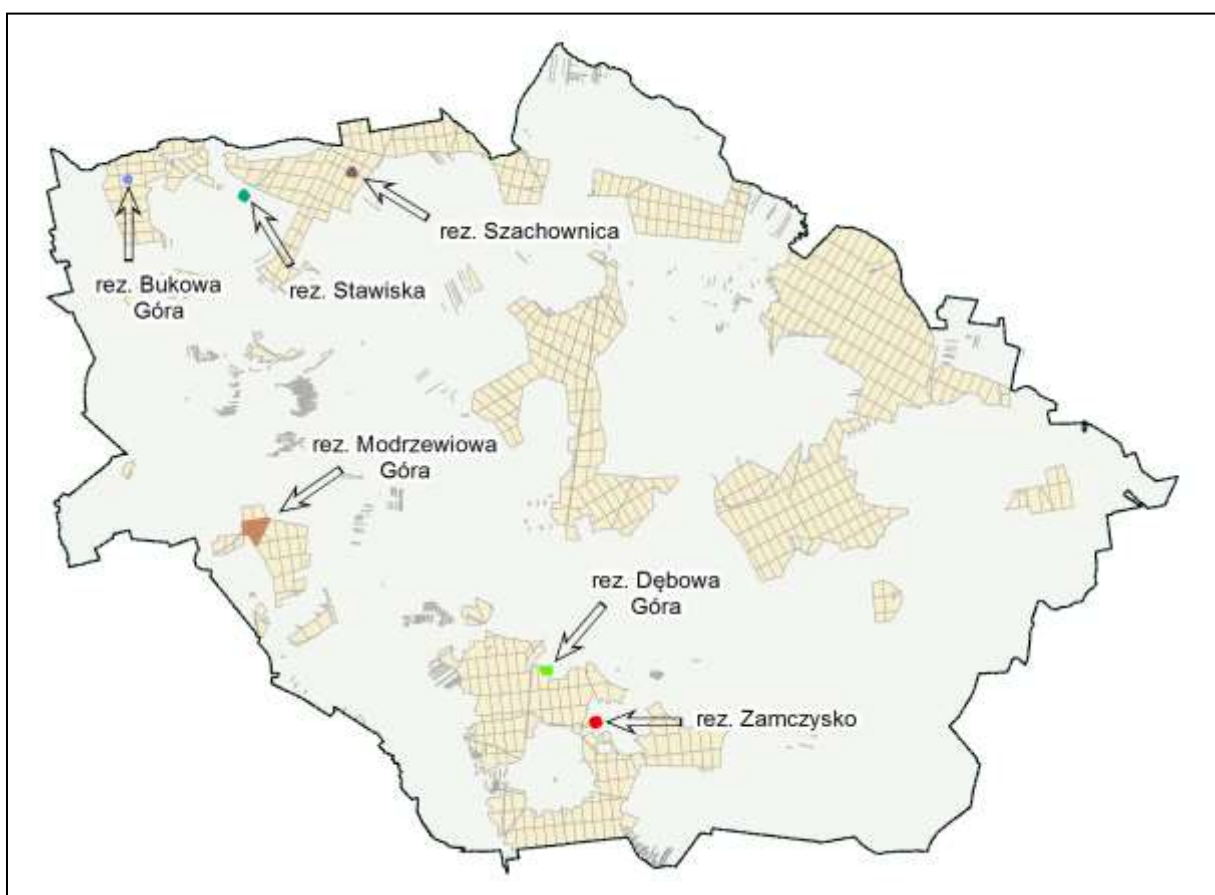 rez. Szachownica
rez. Bukowa
Góra
rez. Stawiska
rez. Modrzewiowa
Góra
rez. Dębowa
Góra
rez. Zamczysko